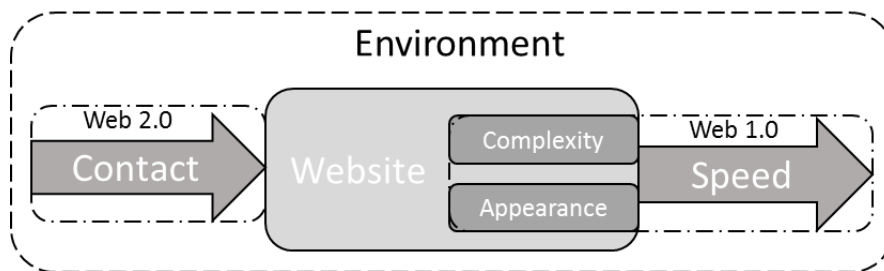 Environment
Web 2.0
Contact
Website
Complexity
Appearance
Web 1.0
Speed